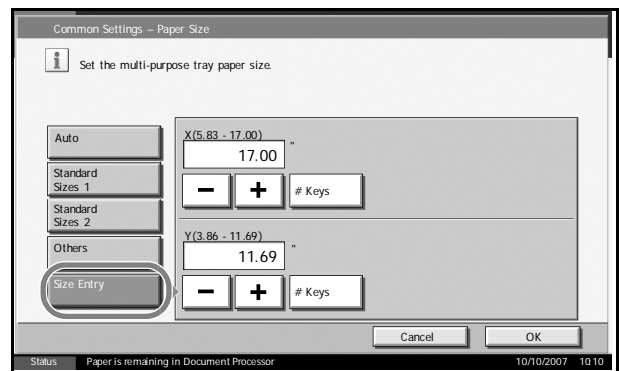 Common Settings – Paper Size
i
Set the multi-purpose tray paper size.
Auto
Standard
Sizes 1
Standard
Sizes 2
Others
Size Entry
X(5.83 - 17.00)
17.00 "
− + # Keys
Y(3.86 - 11.69)
11.69 "
− + # Keys
Cancel OK
Status Paper is remaining in Document Processor 10/10/2007 10:10